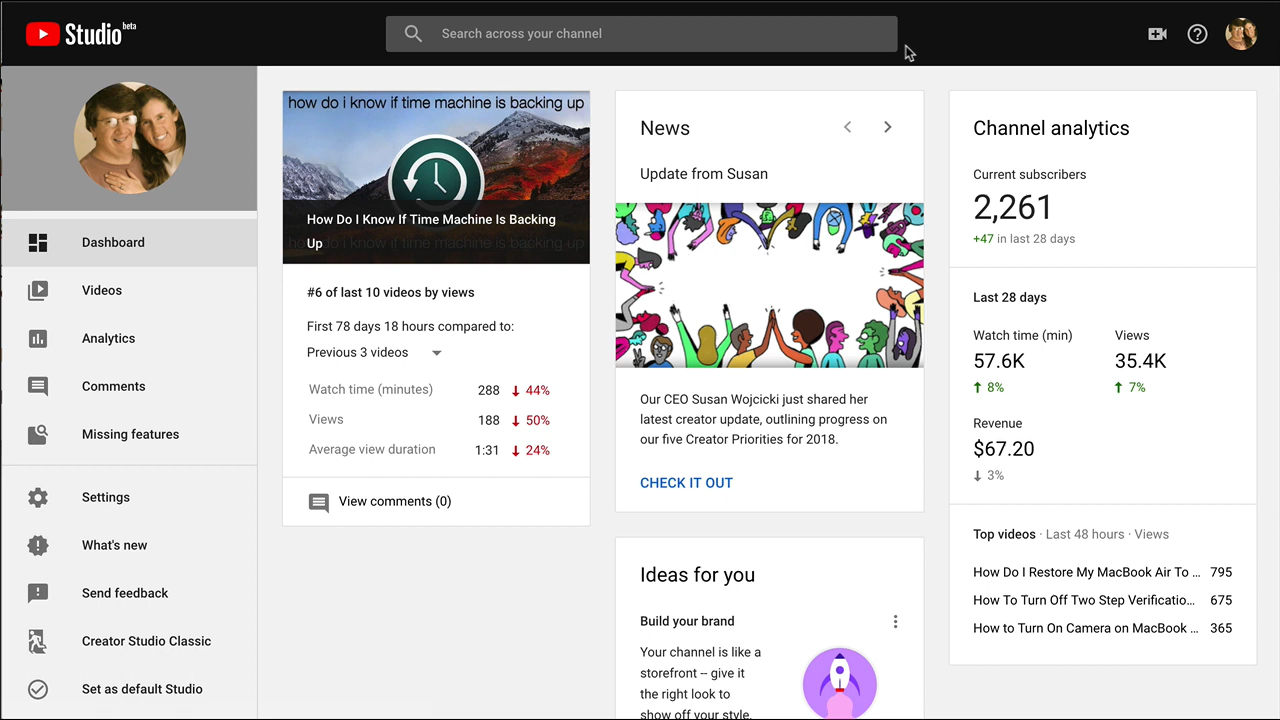 Studio beta
Search across your channel
Dashboard
Videos
Analytics
Comments
Missing features
Settings
What's new
Send feedback
Creator Studio Classic
Set as default Studio
how do i know if time machine is backing up
How Do I Know If Time Machine Is Backing
Up
#6 of last 10 videos by views
First 78 days 18 hours compared to:
Previous 3 videos
Watch time (minutes) 288 44%
Views 188 50%
Average view duration 1:31 24%
View comments (0)
News
Update from Susan
Our CEO Susan Wojcicki just shared her
latest creator update, outlining progress on
our five Creator Priorities for 2018.
CHECK IT OUT
Ideas for you
Build your brand
Your channel is like a
storefront -- give it
the right look to
show off your style,
Channel analytics
Current subscribers
2,261
+47 in last 28 days
Last 28 days
Watch time (min) Views
57.6K 35.4K
8% 7%
Revenue
$67.20
3%
Top videos · Last 48 hours · Views
How Do I Restore My MacBook Air To ... 795
How To Turn Off Two Step Verificatio... 675
How to Turn On Camera on MacBook ... 365